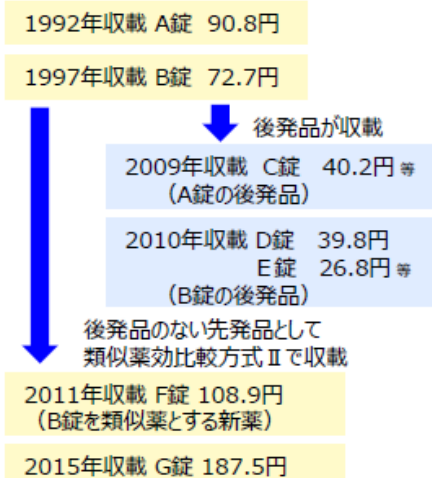 1992年収載 A錠 90.8円
1997年収載 B錠 72.7円
後発品が収載
2009年収載 C錠 40.2円 等
（A錠の後発品）
2010年収載 D錠 39.8円
E錠 26.8円 等
（B錠の後発品）
後発品のない先発品として
類似薬効比較方式Ⅱで収載
2011年収載 F錠 108.9円
（B錠を類似薬とする新薬）
2015年収載 G錠 187.5円